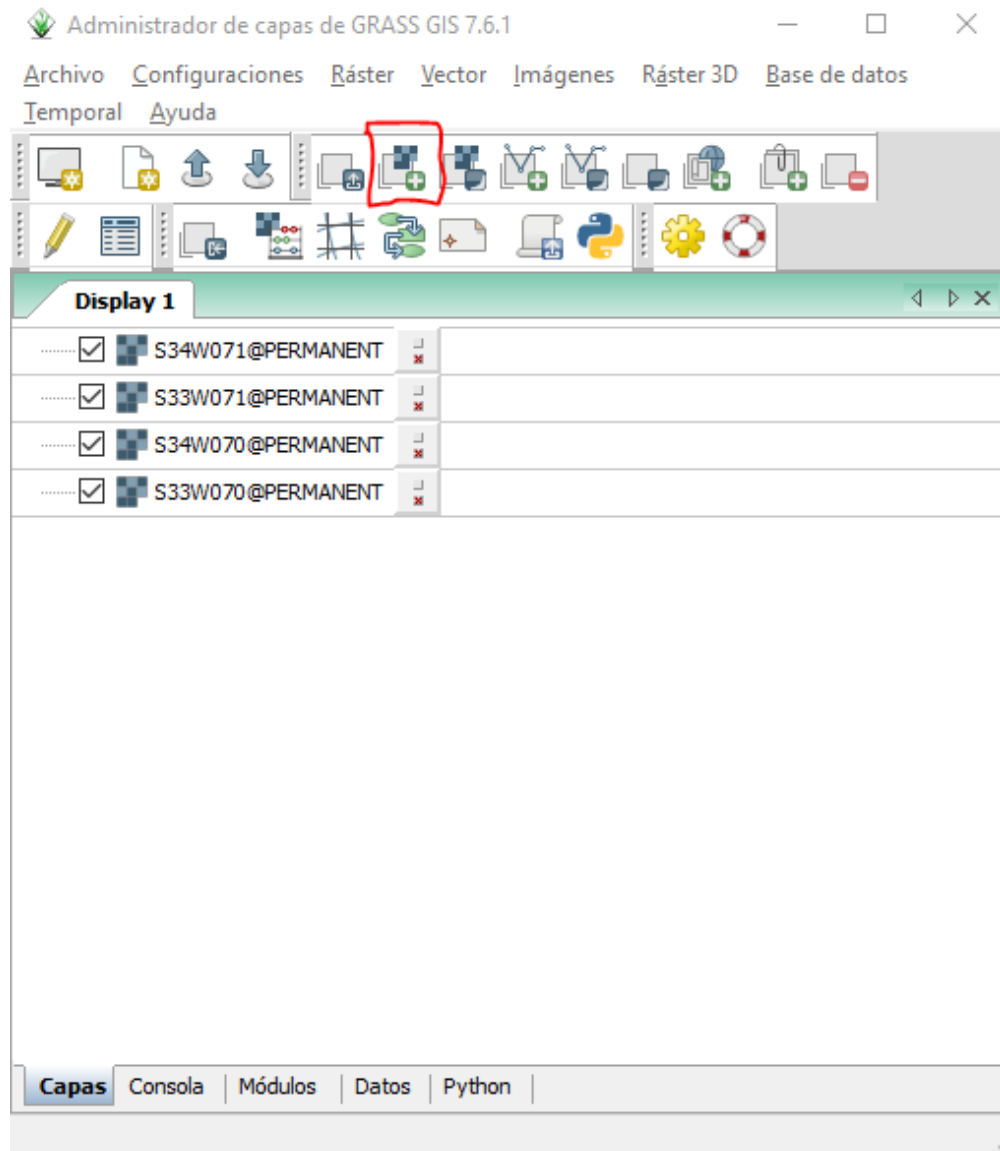 Administrador de capas de GRASS GIS 7.6.1
Archivo Configuraciones Ráster Vector Imágenes Ráster 3D Base de datos
Temporal Ayuda
Display 1
S34W071@PERMANENT
S33W071@PERMANENT
S34W070@PERMANENT
S33W070@PERMANENT
Capas Consola Módulos Datos Python